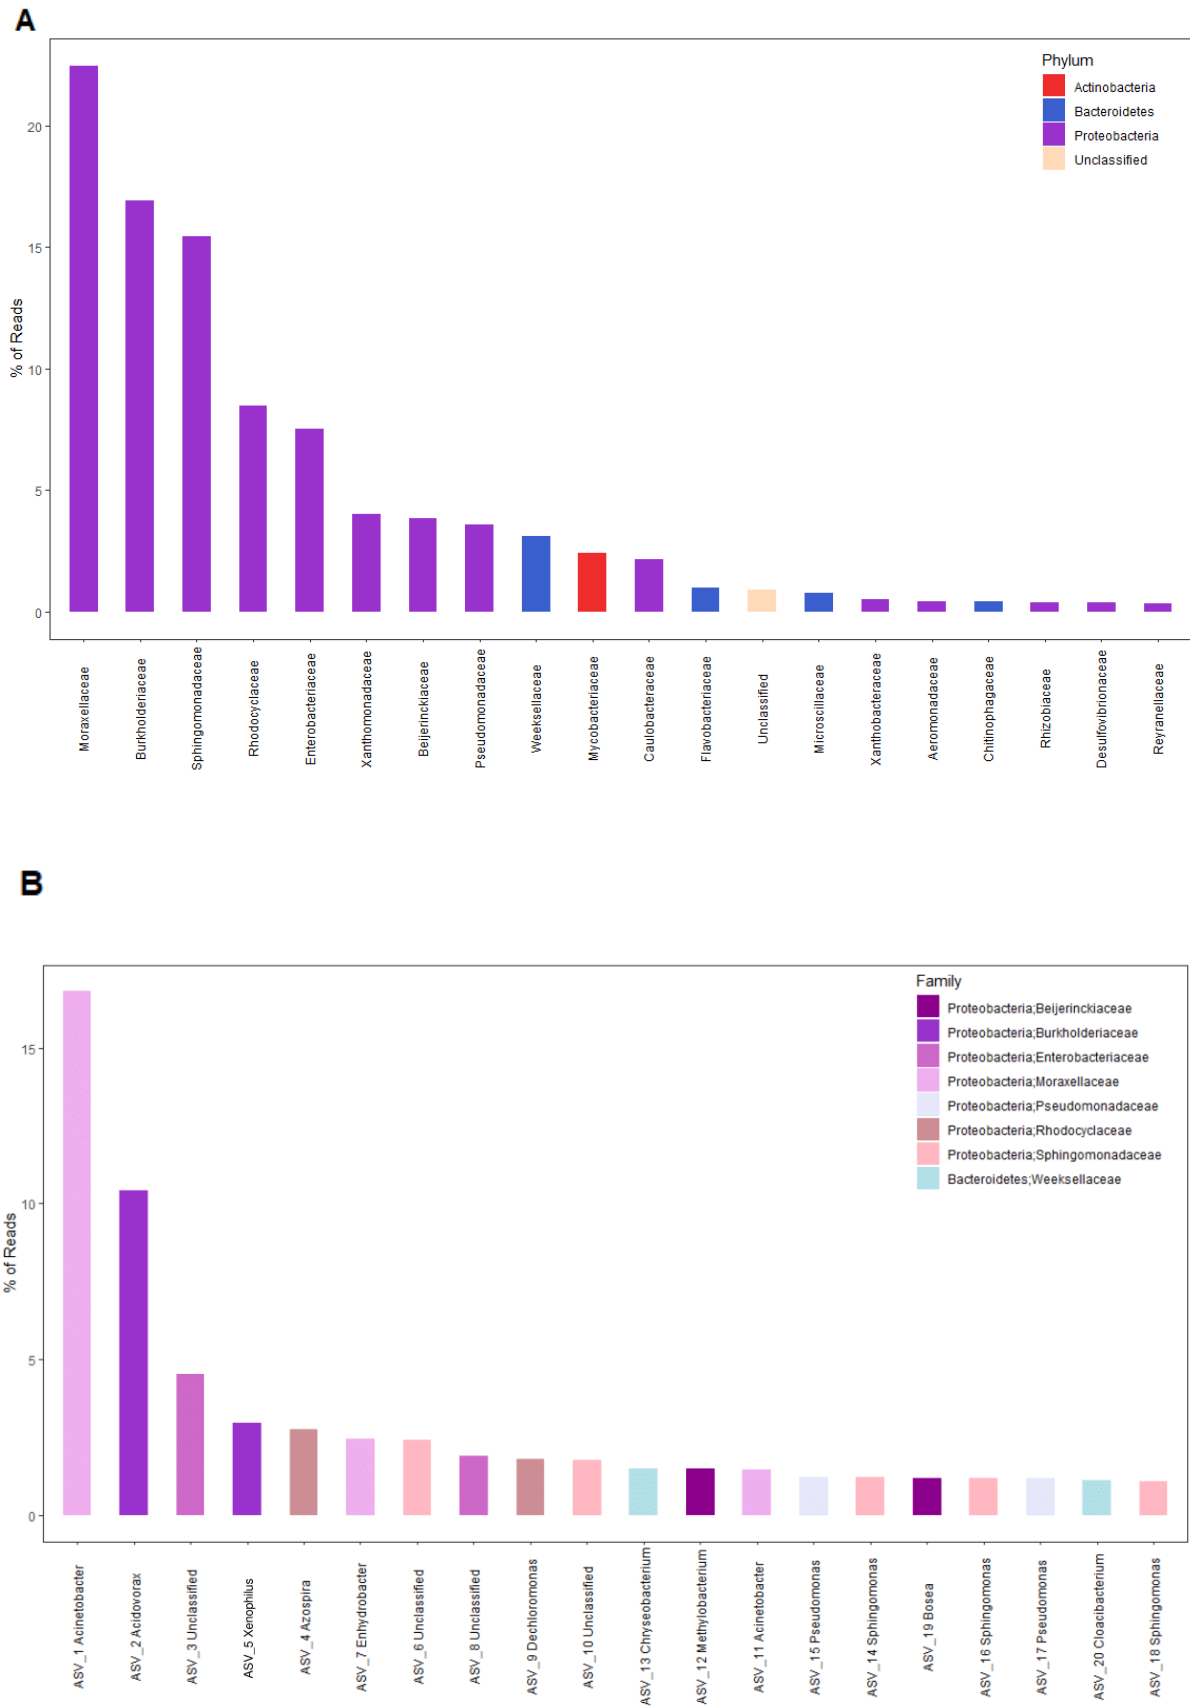 A
Phylum
Actinobacteria
Bacteroidetes
Proteobacteria
Unclassified
% of Reads
20
15
10
5
0
Moraxellaceae
Burkholderiaceae
Sphingomonadaceae
Rhodocyclaceae
Enterobacteriaceae
Xanthomonadaceae
Beijerinckiaceae
Pseudomonadaceae
Weeksellaceae
Mycobacteriaceae
Caulobacteraceae
Flavobacteriaceae
Unclassified
Microscillaceae
Xanthobacteraceae
Aeromonadaceae
Chitinophagaceae
Rhizobiaceae
Desulfovibrionaceae
Reyranellaceae
B
Family
Proteobacteria;Beijerinckiaceae
Proteobacteria;Burkholderiaceae
Proteobacteria;Enterobacteriaceae
Proteobacteria;Moraxellaceae
Proteobacteria;Pseudomonadaceae
Proteobacteria;Rhodocyclaceae
Proteobacteria;Sphingomonadaceae
Bacteroidetes;Weeksellaceae
% of Reads
15
10
5
0
ASV_1 Acinetobacter
ASV_2 Acidovorax
ASV_3 Unclassified
ASV_5 Xenophilus
ASV_4 Azospira
ASV_7 Enhydrobacter
ASV_6 Unclassified
ASV_8 Unclassified
ASV_9 Dechloromonas
ASV_10 Unclassified
ASV_13 Chryseobacterium
ASV_12 Methylobacterium
ASV_11 Acinetobacter
ASV_15 Pseudomonas
ASV_14 Sphingomonas
ASV_19 Bosea
ASV_16 Sphingomonas
ASV_17 Pseudomonas
ASV_20 Cloacibacterium
ASV_18 Sphingomonas